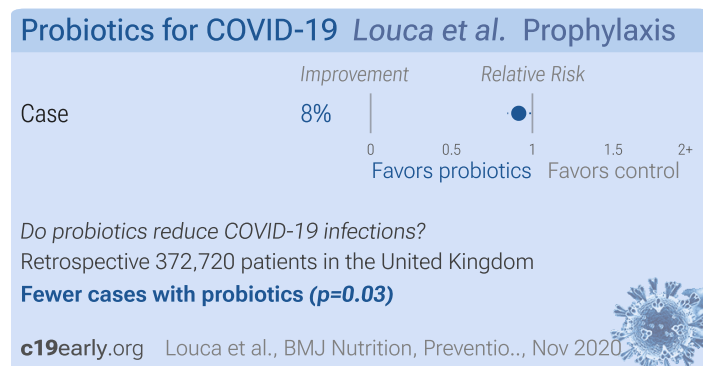 Probiotics for COVID-19 Louca et al. Prophylaxis
Improvement Relative Risk
Case 8%
0 0.5 1 1.5 2+
Favors probiotics Favors control
Do probiotics reduce COVID-19 infections?
Retrospective 372,720 patients in the United Kingdom
Fewer cases with probiotics (p=0.03)
c19early.org Louca et al., BMJ Nutrition, Preventio.., Nov 2020